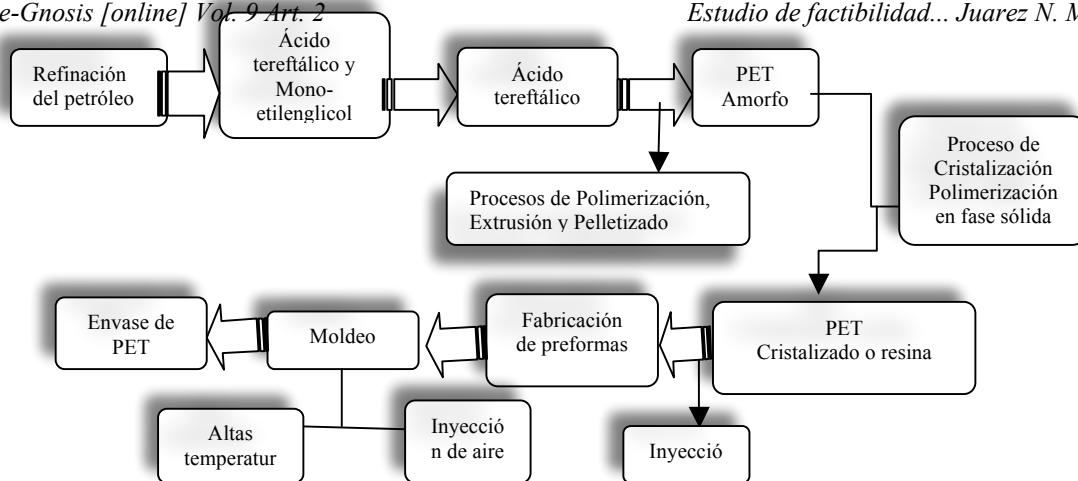 e-Gnosis [online] Vol. 9 Art. 2
Estudio de factibilidad... Juarez N. M
Refinación
del petróleo
Ácido
tereftálico y
Mono-
etilenglicol
Ácido
tereftálico
PET
Amorfo
Proceso de
Cristalización
Polimerización
en fase sólida
Procesos de Polimerización,
Extrusión y Pelletizado
Envase de
PET
Moldeo
Fabricación
de preformas
PET
Cristalizado o resina
Altas
temperatur
Inyecció
n de aire
Inyecció